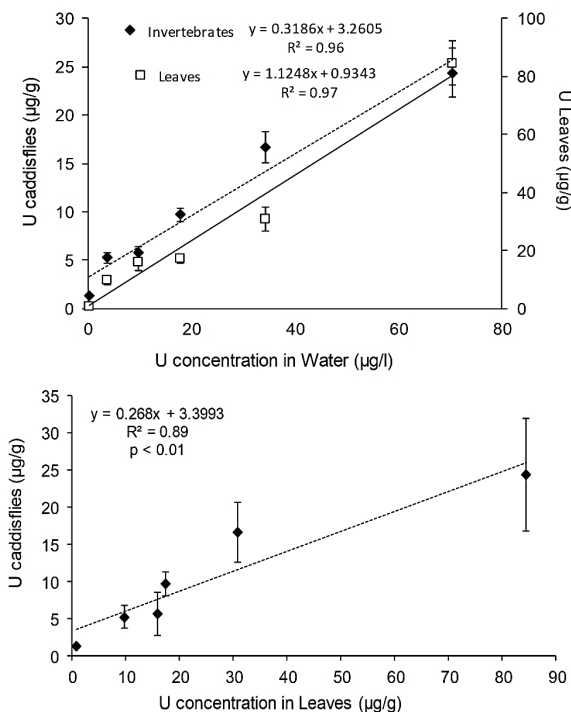 Invertebrates y = 0.3186x + 3.2605
R² = 0.96
Leaves y = 1.1248x + 0.9343
R² = 0.97
30
25
20
15
10
5
0
100
80
60
40
20
0
0 20 40 60 80
U caddisflies (µg/g)
U Leaves (µg/g)
U concentration in Water (µg/l)
y = 0.268x + 3.3993
R² = 0.89
p < 0.01
35
30
25
20
15
10
5
0
0 10 20 30 40 50 60 70 80 90
U caddisflies (µg/g)
U concentration in Leaves (µg/g)